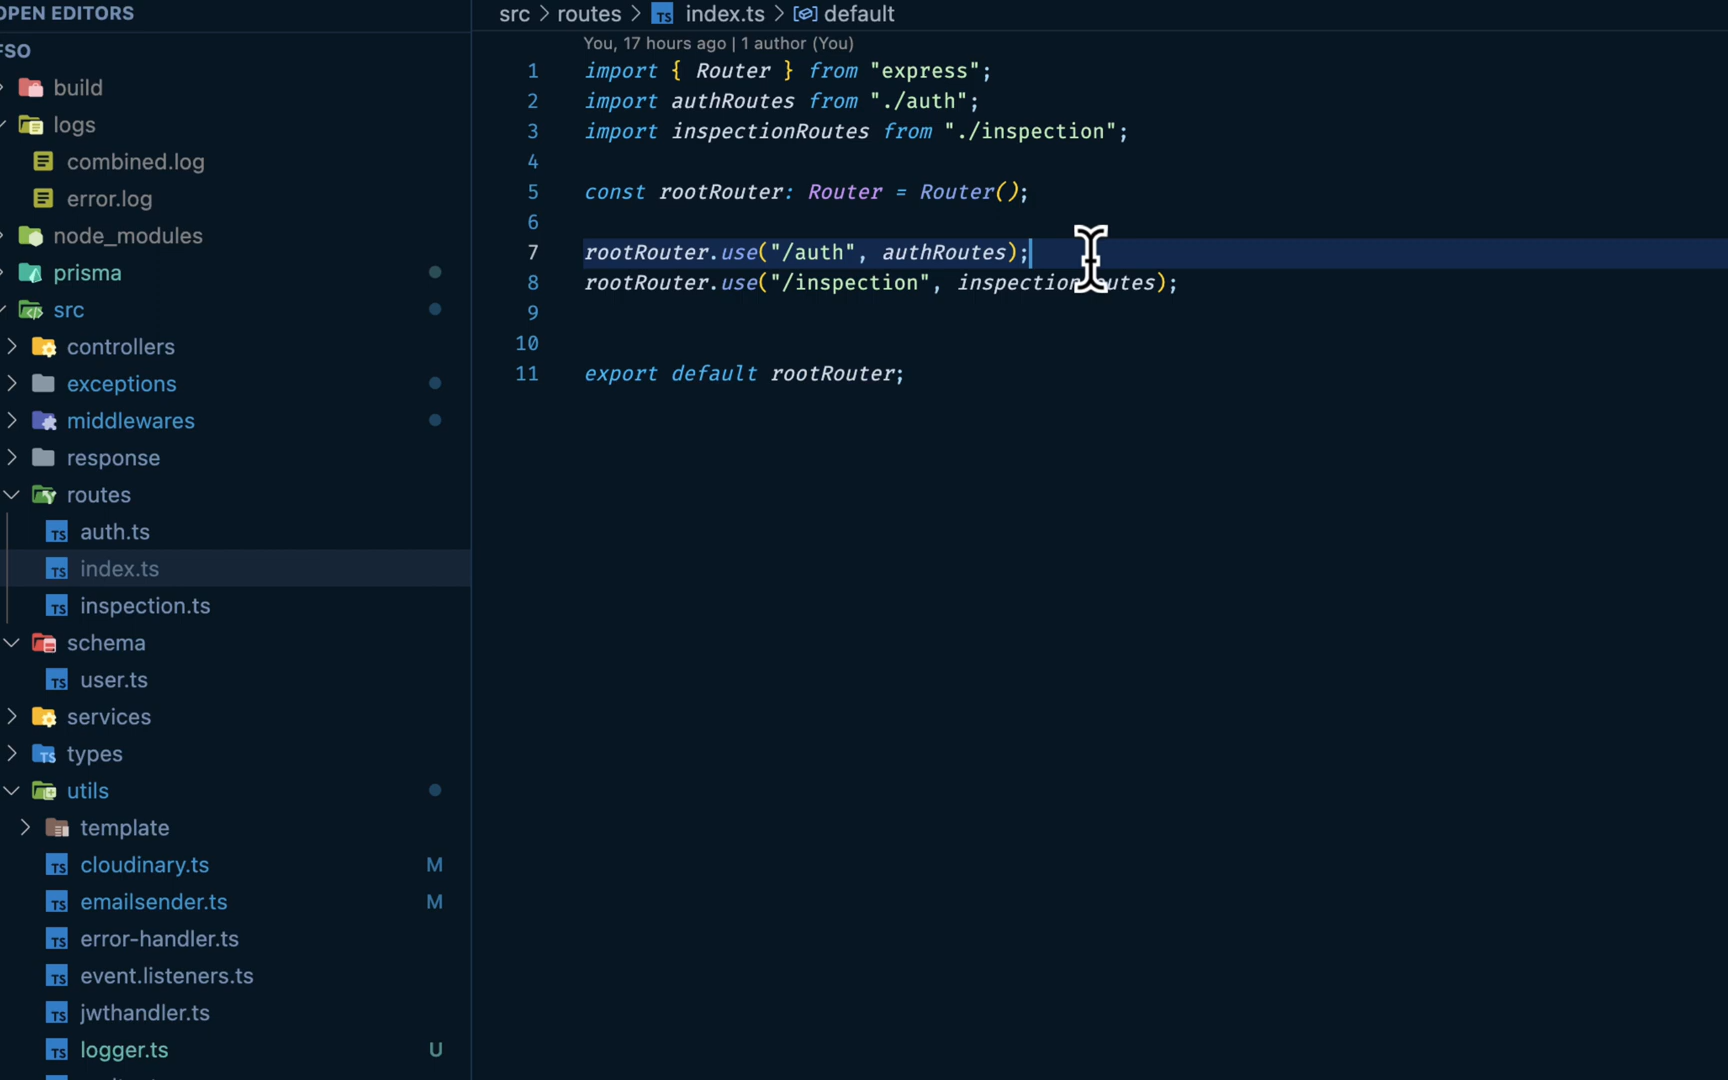 OPEN EDITORS
FSO
build
logs
combined.log
error.log
node_modules
prisma
src
controllers
exceptions
middlewares
response
routes
auth.ts
index.ts
inspection.ts
schema
user.ts
services
types
utils
template
cloudinary.ts M
emailsender.ts M
error-handler.ts
event.listeners.ts
jwthandler.ts
logger.ts U
src > routes > TS index.ts > default
You, 17 hours ago | 1 author (You)
1 import { Router } from "express";
2 import authRoutes from "./auth";
3 import inspectionRoutes from "./inspection";
4
5 const rootRouter: Router = Router();
6
7 rootRouter.use("/auth", authRoutes);
8 rootRouter.use("/inspection", inspectionRoutes);
9
10
11 export default rootRouter;